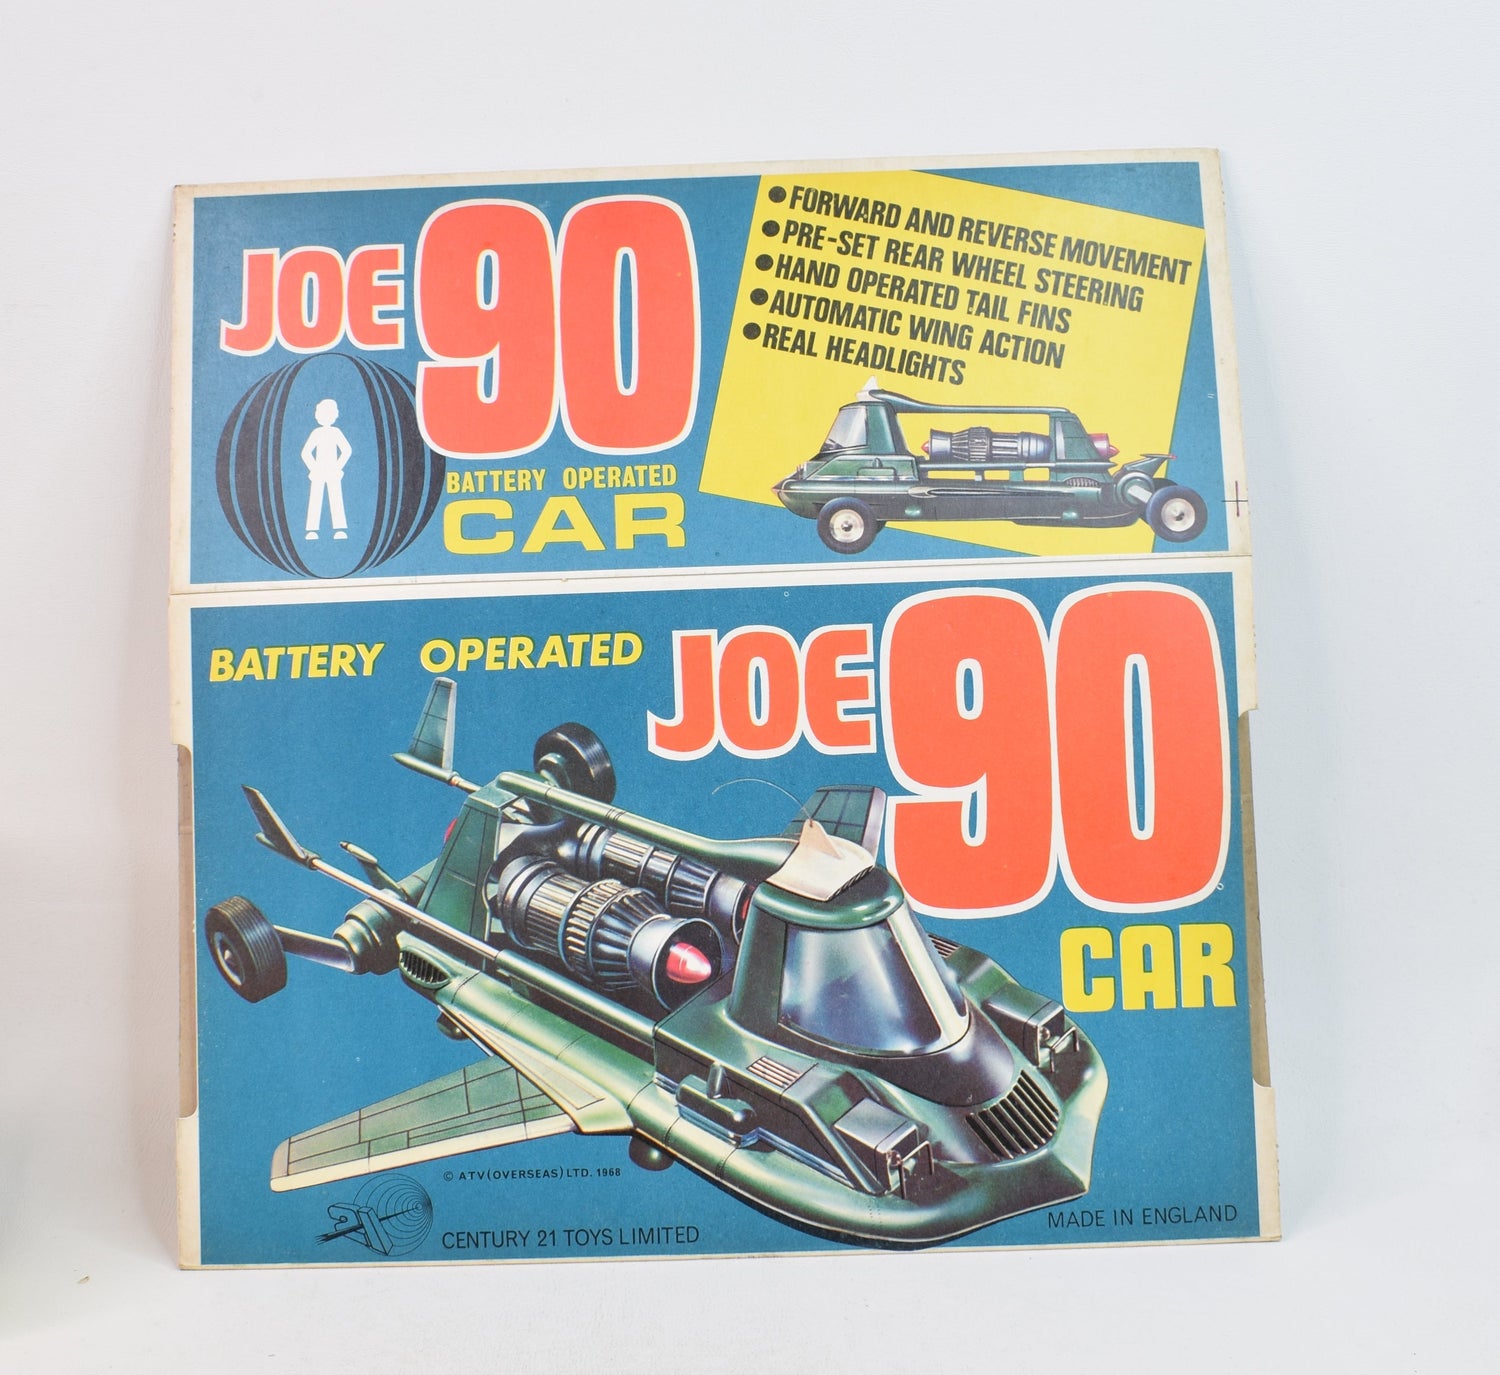 JOE 90
BATTERY OPERATED
CAR
●FORWARD AND REVERSE MOVEMENT
●PRE-SET REAR WHEEL STEERING
●HAND OPERATED TAIL FINS
●AUTOMATIC WING ACTION
●REAL HEADLIGHTS
BATTERY OPERATED
JOE 90
CAR
© ATV (OVERSEAS) LTD. 1968
21
CENTURY 21 TOYS LIMITED
MADE IN ENGLAND